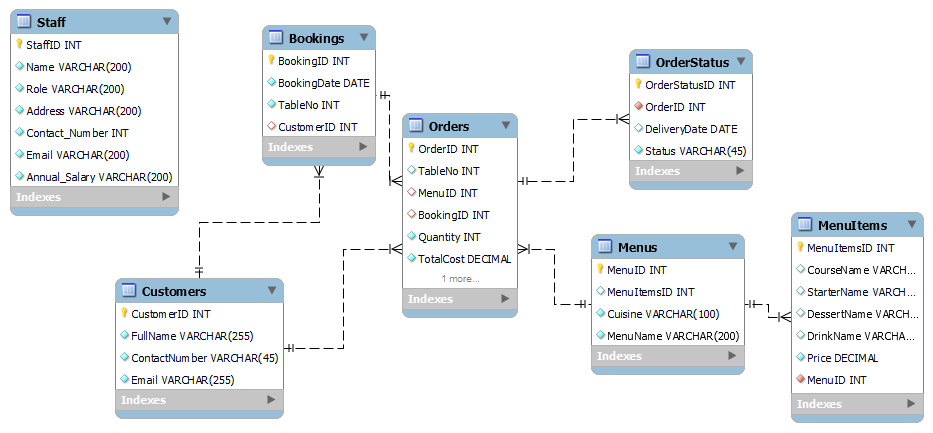 Staff
StaffID INT
Name VARCHAR(200)
Role VARCHAR(200)
Address VARCHAR(200)
Contact_Number INT
Email VARCHAR(200)
Annual_Salary VARCHAR(200)
Indexes
Bookings
BookingID INT
BookingDate DATE
TableNo INT
CustomerID INT
Indexes
Orders
OrderID INT
TableNo INT
MenuID INT
BookingID INT
Quantity INT
TotalCost DECIMAL
1 more...
Indexes
OrderStatus
OrderStatusID INT
OrderID INT
DeliveryDate DATE
Status VARCHAR(45)
Indexes
Customers
CustomerID INT
FullName VARCHAR(255)
ContactNumber VARCHAR(45)
Email VARCHAR(255)
Indexes
Menus
MenuID INT
MenuItemsID INT
Cuisine VARCHAR(100)
MenuName VARCHAR(200)
Indexes
MenuItems
MenuItemsID INT
CourseName VARCH...
StarterName VARCH...
DessertName VARCH...
DrinkName VARCHA...
Price DECIMAL
MenuID INT
Indexes